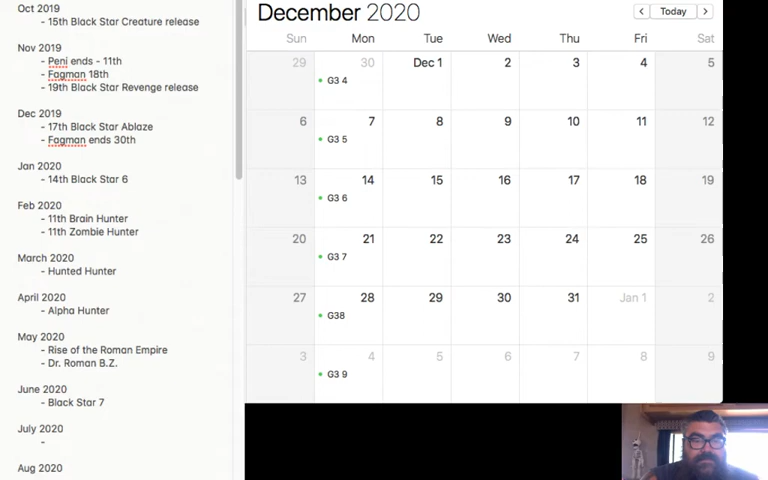 Oct 2019
- 15th Black Star Creature release
Nov 2019
- Peni ends - 11th
- Fagman 18th
- 19th Black Star Revenge release
Dec 2019
- 17th Black Star Ablaze
- Fagman ends 30th
Jan 2020
- 14th Black Star 6
Feb 2020
- 11th Brain Hunter
- 11th Zombie Hunter
March 2020
- Hunted Hunter
April 2020
- Alpha Hunter
May 2020
- Rise of the Roman Empire
- Dr. Roman B.Z.
June 2020
- Black Star 7
July 2020
-
Aug 2020
December 2020
< Today >
Sun Mon Tue Wed Thu Fri Sat
29 30 Dec 1 2 3 4 5
G3 4
6 7 8 9 10 11 12
G3 5
13 14 15 16 17 18 19
G3 6
20 21 22 23 24 25 26
G3 7
27 28 29 30 31 Jan 1 2
G38
3 4 5 6 7 8 9
G3 9